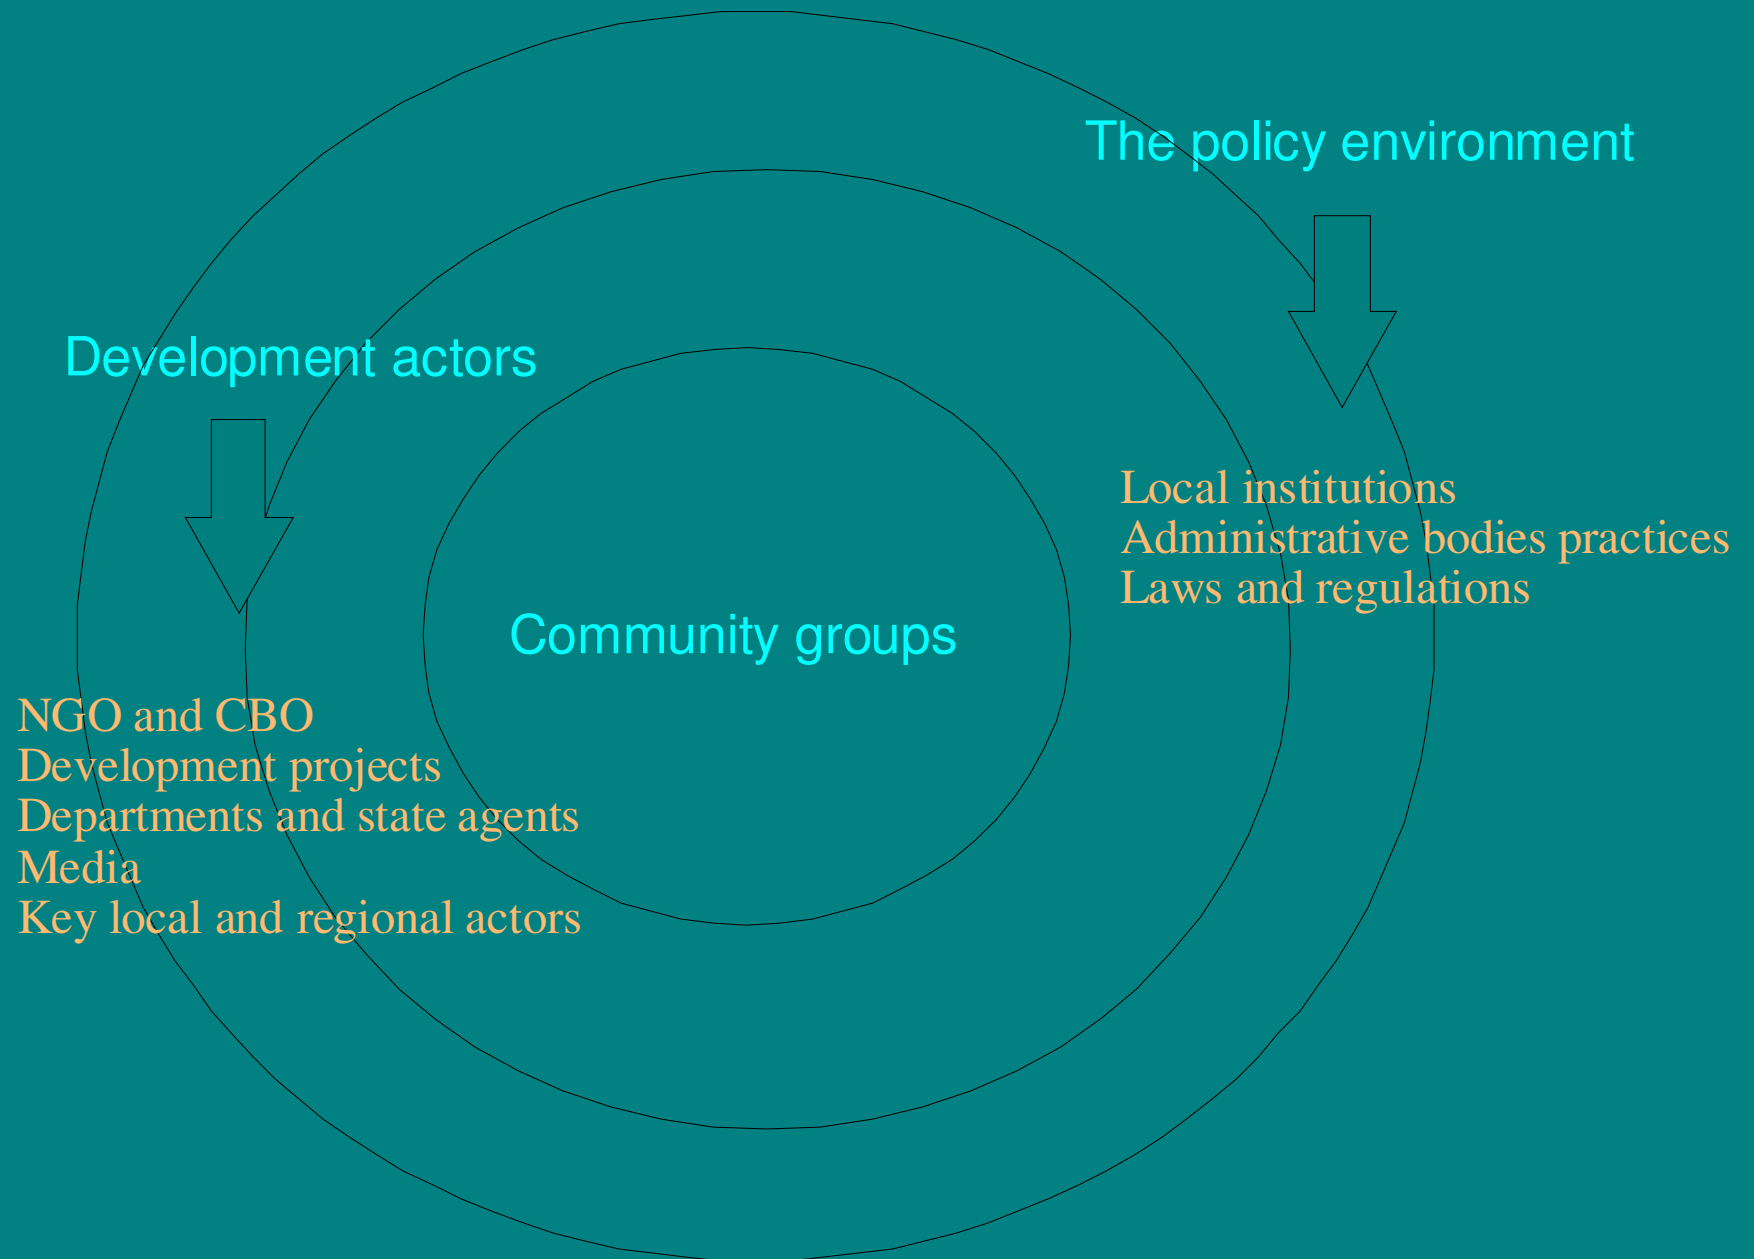 The policy environment
Development actors
Local institutions
Administrative bodies practices
Laws and regulations
Community groups
NGO and CBO
Development projects
Departments and state agents
Media
Key local and regional actors